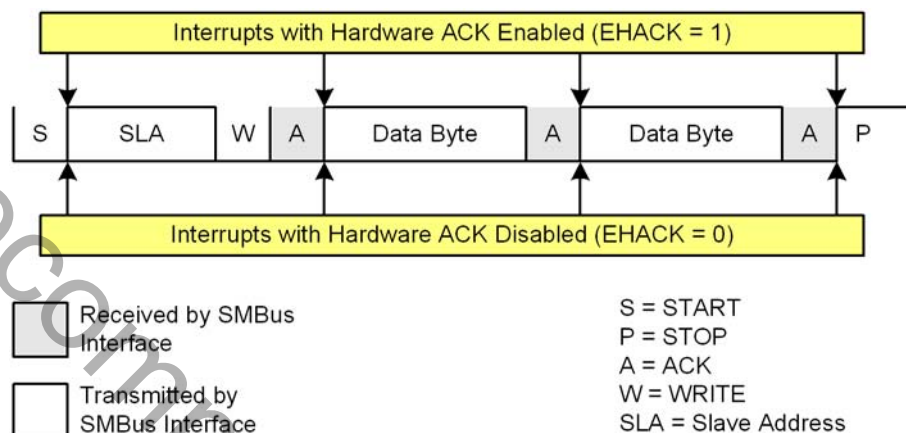 Interrupts with Hardware ACK Enabled (EHACK = 1)
S SLA W A Data Byte A Data Byte A P
Interrupts with Hardware ACK Disabled (EHACK = 0)
Received by SMBus
Interface
Transmitted by
SMBus Interface
S = START
P = STOP
A = ACK
W = WRITE
SLA = Slave Address